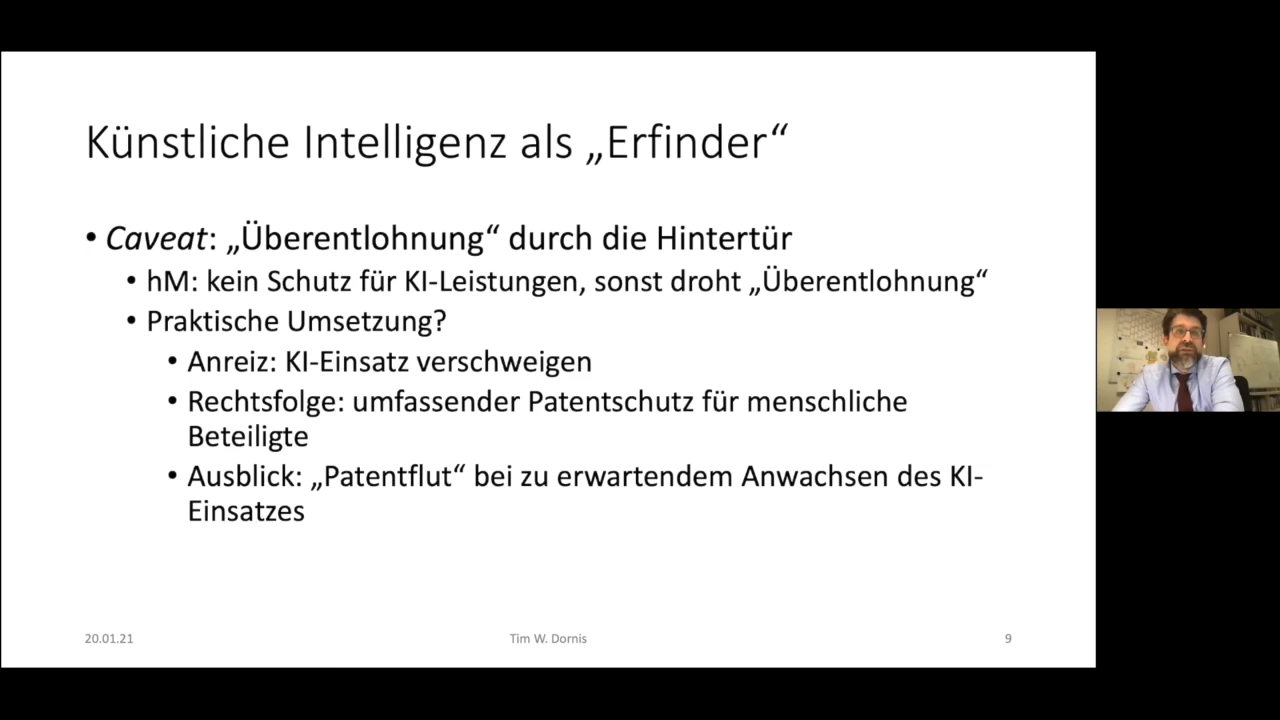 Künstliche Intelligenz als „Erfinder“
• Caveat: „Überentlohnung“ durch die Hintertür
• hM: kein Schutz für KI-Leistungen, sonst droht „Überentlohnung“
• Praktische Umsetzung?
• Anreiz: KI-Einsatz verschweigen
• Rechtsfolge: umfassender Patentschutz für menschliche
Beteiligte
• Ausblick: „Patentflut“ bei zu erwartendem Anwachsen des KI-
Einsatzes
20.01.21
Tim W. Dornis
9